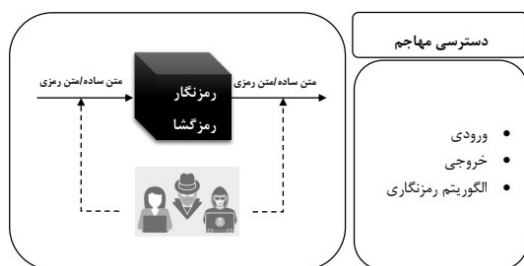 دسترسی مهاجم
متن ساده/متن رمزی
رمزنگار
رمزگشا
متن ساده/متن رمزی
• ورودی
• خروجی
• الگوریتم رمزنگاری